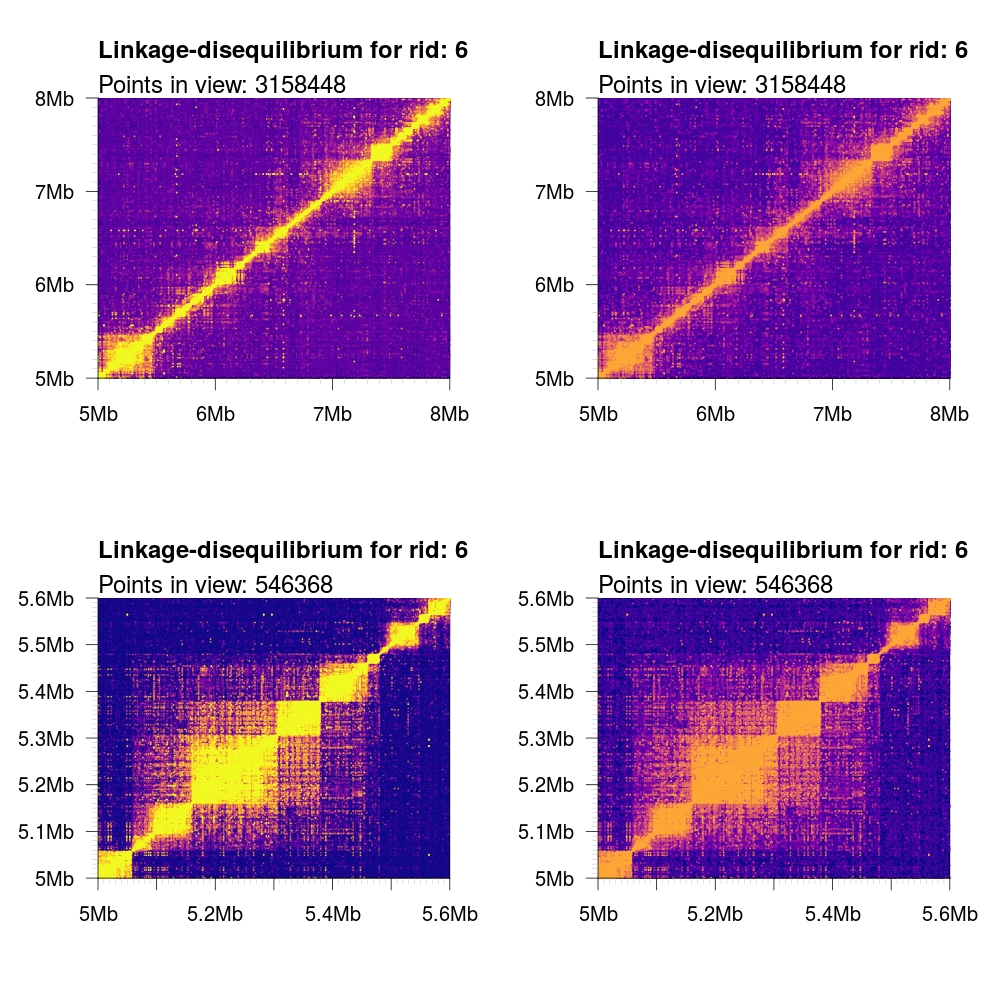 Linkage-disequilibrium for rid: 6
Points in view: 3158448
8Mb
7Mb
6Mb
5Mb
5Mb 6Mb 7Mb 8Mb
Linkage-disequilibrium for rid: 6
Points in view: 3158448
8Mb
7Mb
6Mb
5Mb
5Mb 6Mb 7Mb 8Mb
Linkage-disequilibrium for rid: 6
Points in view: 546368
5.6Mb
5.5Mb
5.4Mb
5.3Mb
5.2Mb
5.1Mb
5Mb
5Mb 5.2Mb 5.4Mb 5.6Mb
Linkage-disequilibrium for rid: 6
Points in view: 546368
5.6Mb
5.5Mb
5.4Mb
5.3Mb
5.2Mb
5.1Mb
5Mb
5Mb 5.2Mb 5.4Mb 5.6Mb